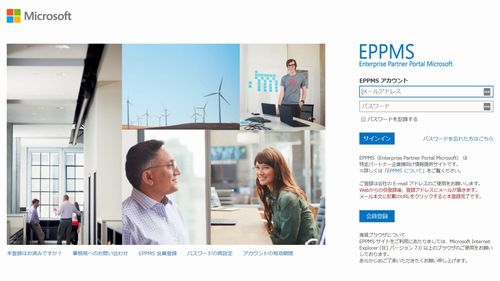 Microsoft
EPPMS
Enterprise Partner Portal Microsoft
EPPMS アカウント
メールアドレス
パスワード
パスワードを記録する
サインイン
パスワードを忘れた方はこちら
EPPMS（Enterprise Partner Portal Microsoft） は
特定パートナー企業様向け情報提供サイトです。
※詳しくは「EPPMS について」をご覧ください。
ご登録は会社の E-mail アドレスのご使用をお願いします。
Webからの仮登録後、登録アドレスにメールが届きます。
メール本文に記載のURLをクリックすると本登録完了です。
会員登録
推奨ブラウザについて
EPPMS サイトをご利用にあたりましては、Microsoft Internet
Explorer (IE) バージョン 7.0 以上のブラウザのご使用をお願い
しております。
あらかじめご了承いただきたくお願い申し上げます。
本登録はお済みですか？ 事務局へのお問い合わせ EPPMS 会員登録 パスワードの再設定 アカウントの有効期限